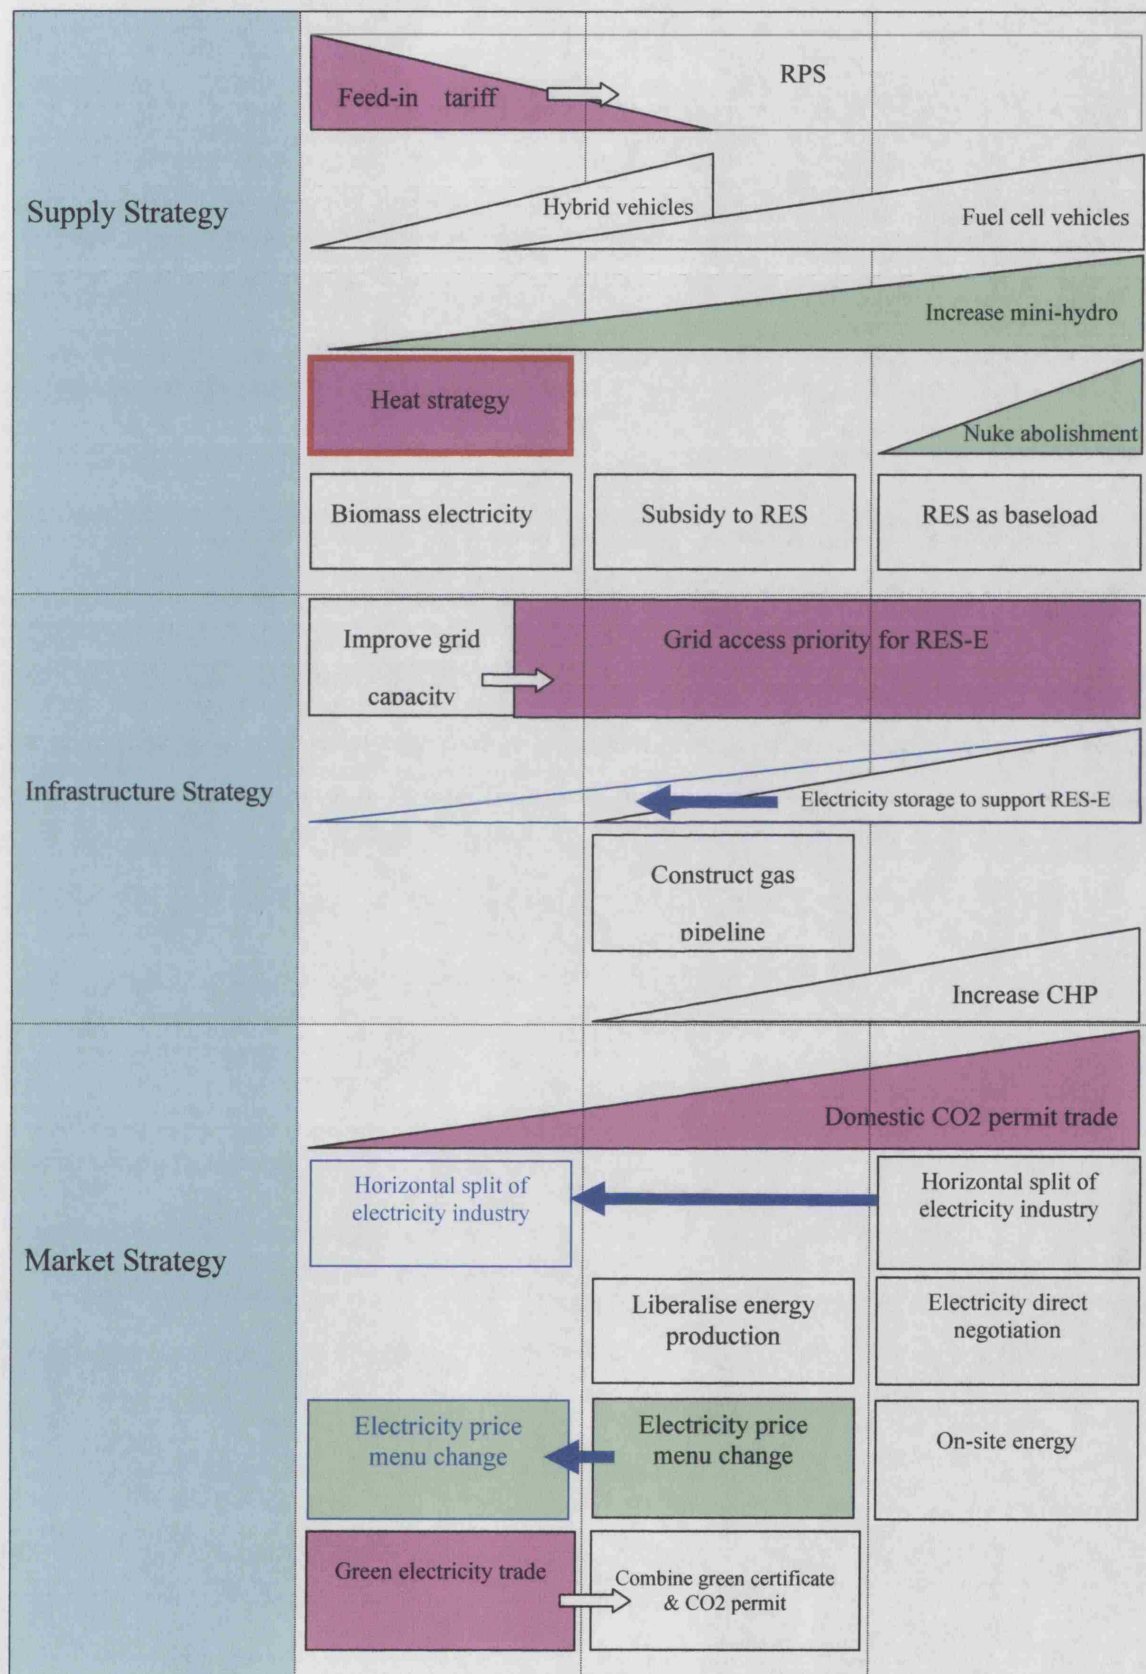 RPS
Feed-in tariff
Supply Strategy
Hybrid vehicles
Fuel cell vehicles
Increase mini-hydro
Heat strategy
Nuke abolishment
Biomass electricity
Subsidy to RES
RES as baseload
Improve grid
capacity
Grid access priority for RES-E
Infrastructure Strategy
Electricity storage to support RES-E
Construct gas
pipeline
Increase CHP
Domestic CO2 permit trade
Market Strategy
Horizontal split of
electricity industry
Horizontal split of
electricity industry
Liberalise energy
production
Electricity direct
negotiation
Electricity price
menu change
Electricity price
menu change
On-site energy
Green electricity trade
Combine green certificate
& CO2 permit